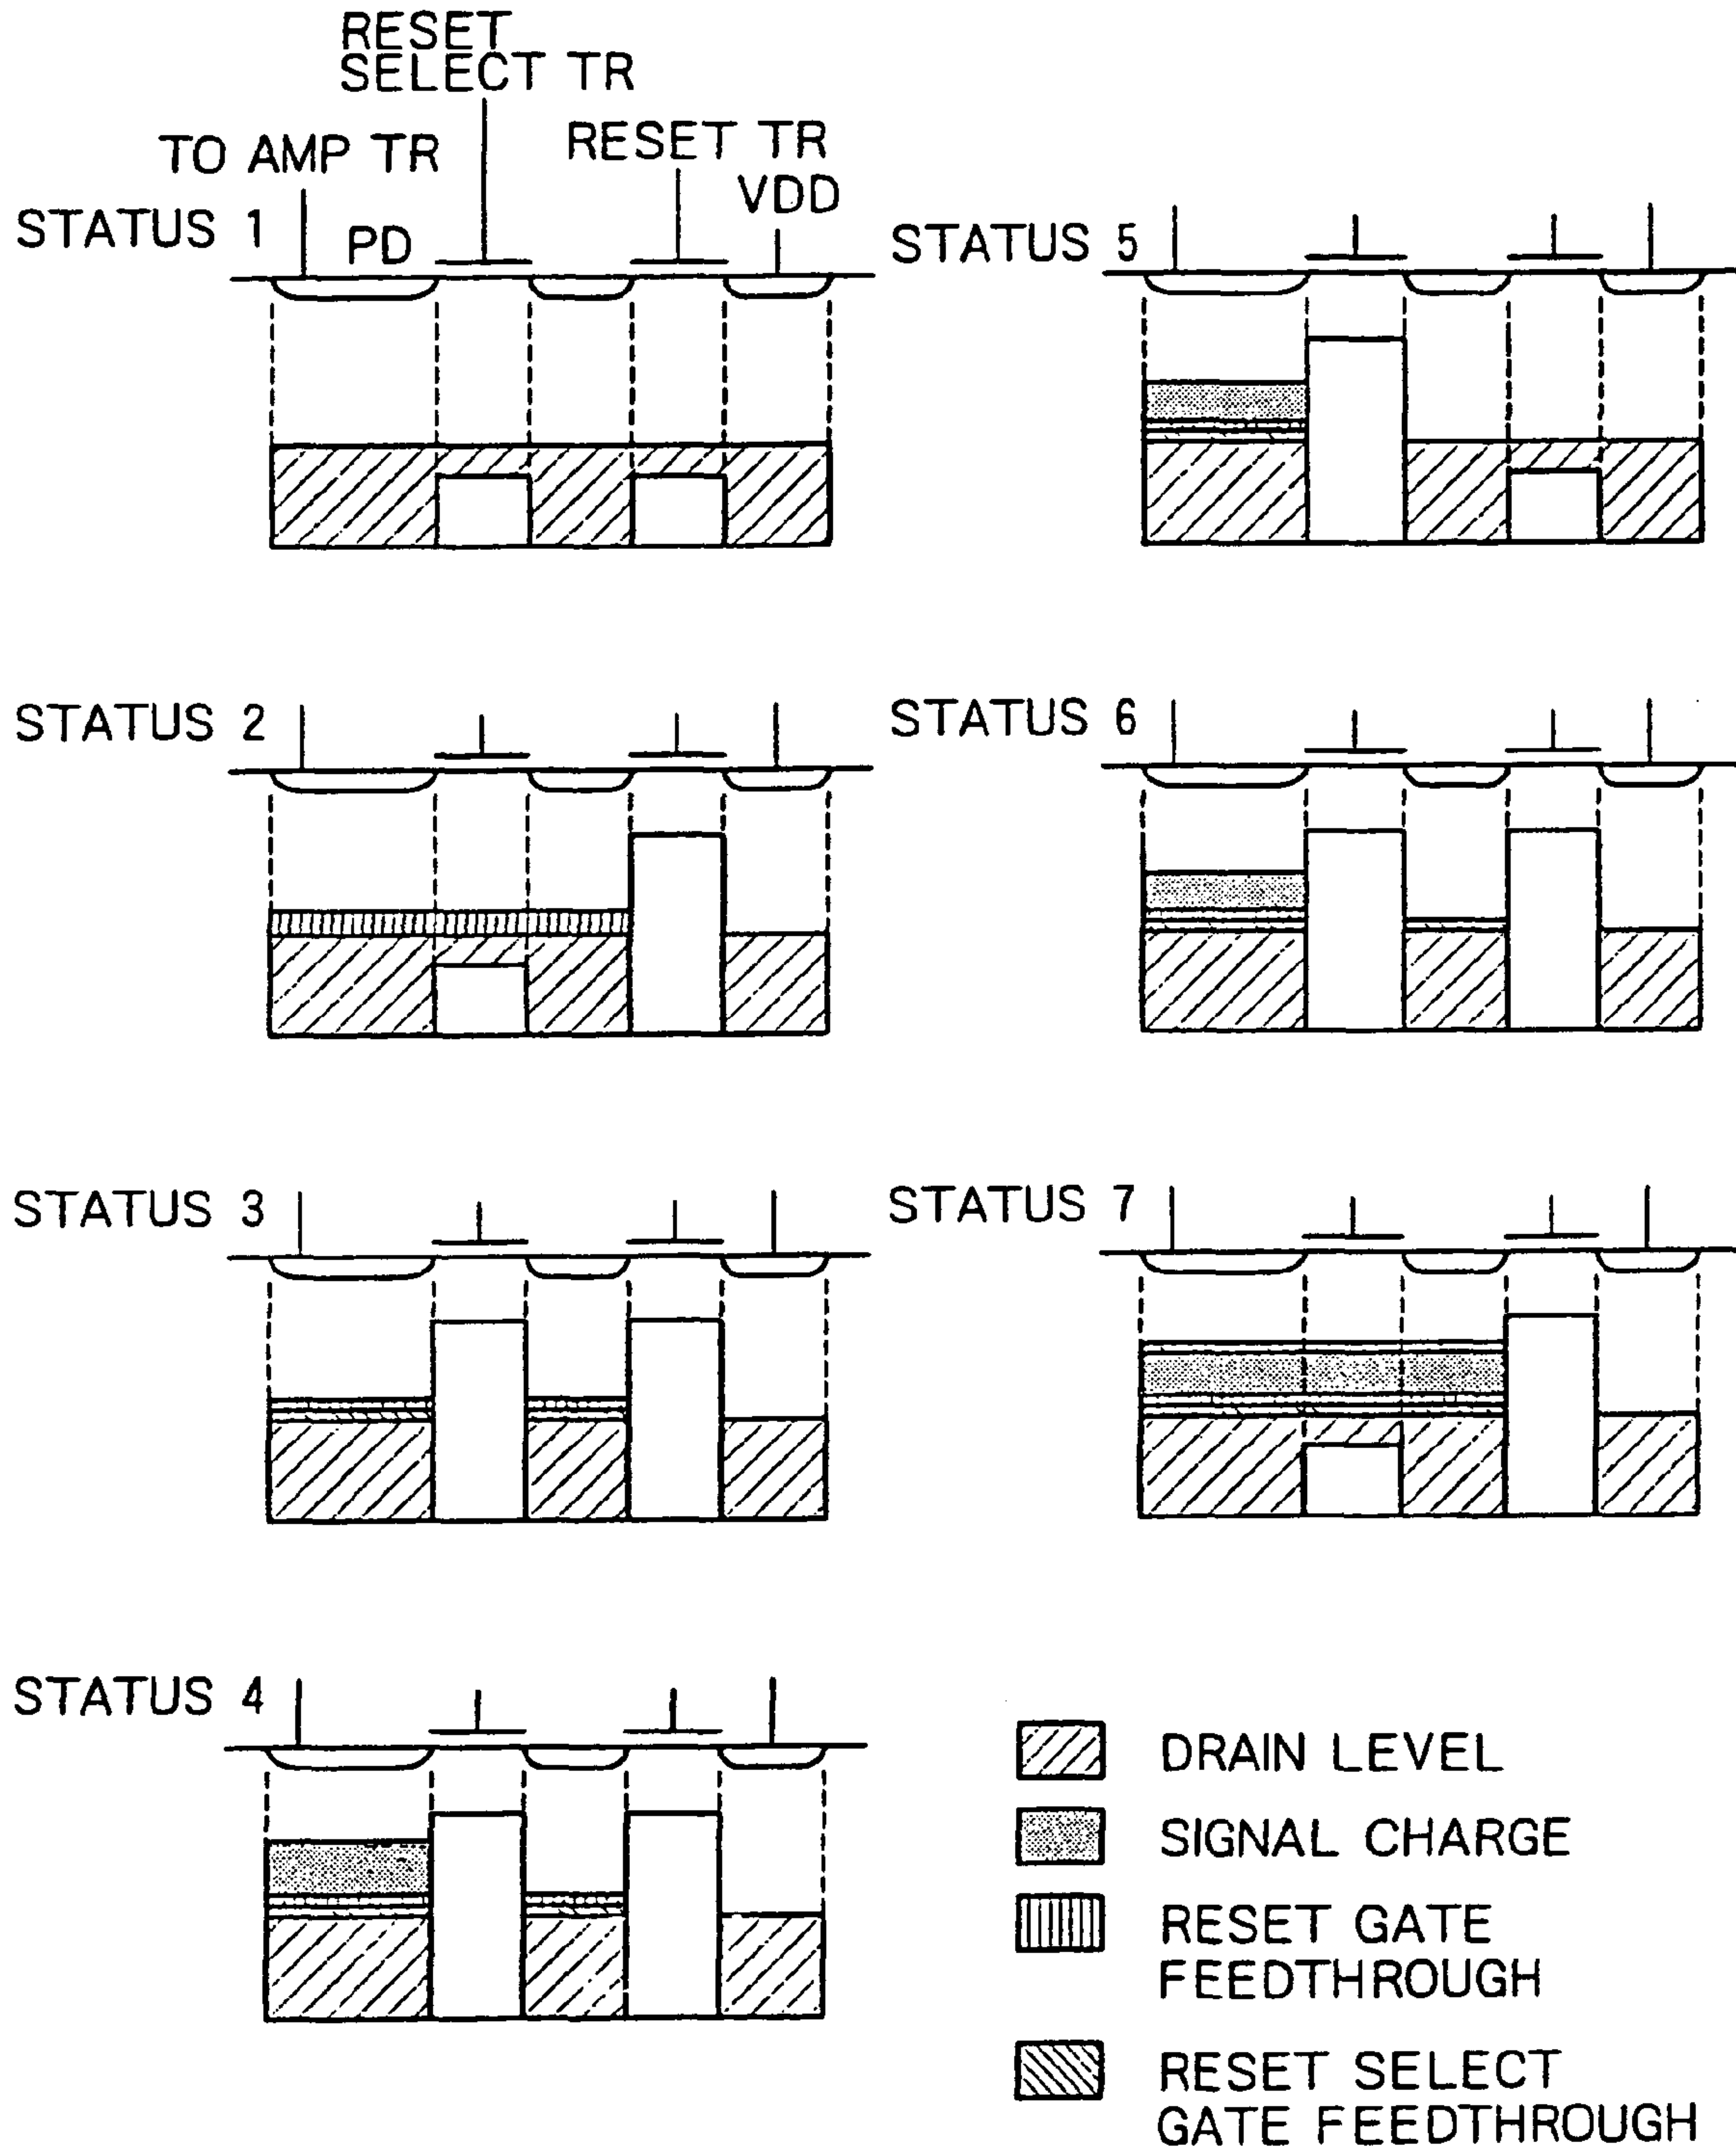 RESET
SELECT TR
TO AMP TR
RESET TR
VDD
STATUS 1
PD
STATUS 5
STATUS 2
STATUS 6
STATUS 3
STATUS 7
STATUS 4
DRAIN LEVEL
SIGNAL CHARGE
RESET GATE
FEEDTHROUGH
RESET SELECT
GATE FEEDTHROUGH